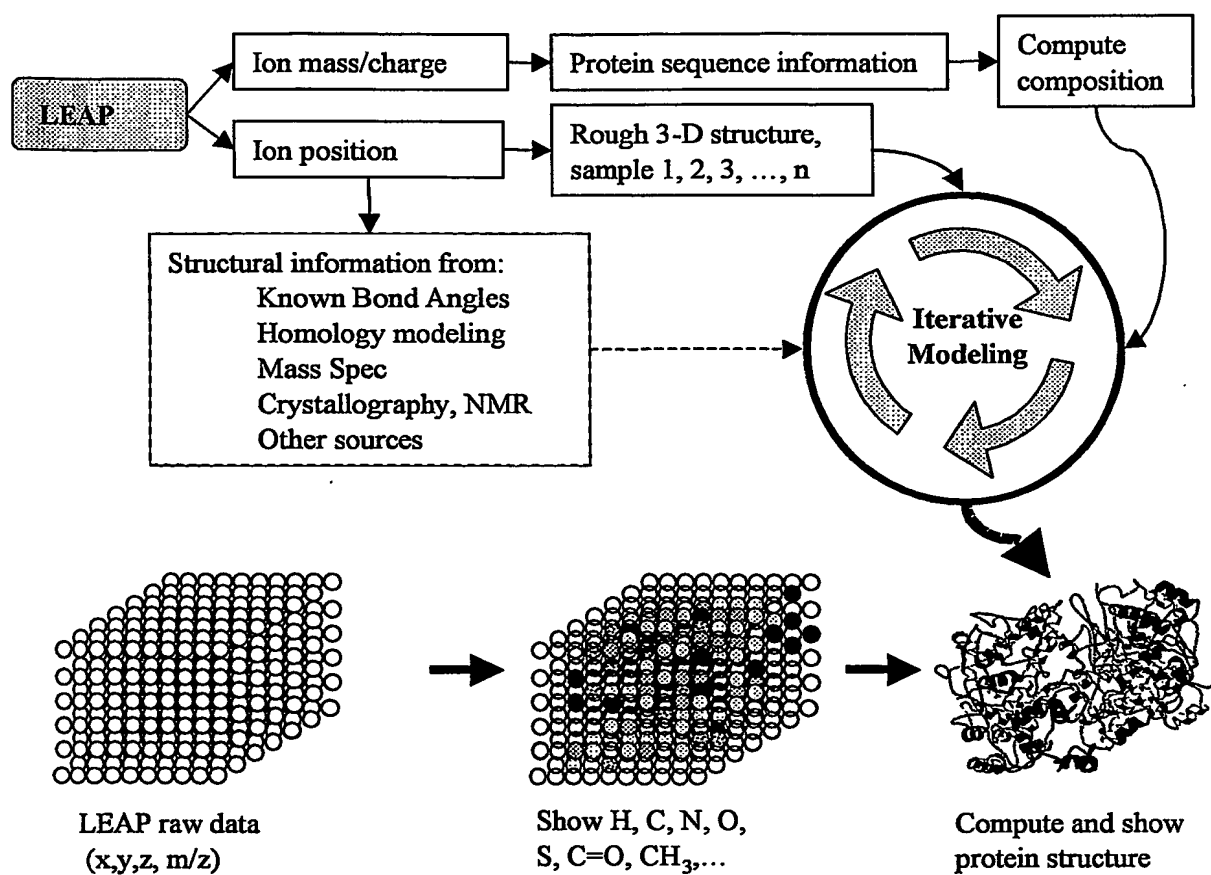 LEAP
Ion mass/charge
Protein sequence information
Compute
composition
Ion position
Rough 3-D structure,
sample 1, 2, 3, …, n
Structural information from:
Known Bond Angles
Homology modeling
Mass Spec
Crystallography, NMR
Other sources
Iterative
Modeling
LEAP raw data
(x,y,z, m/z)
Show H, C, N, O,
S, C=O, CH₃,…
Compute and show
protein structure